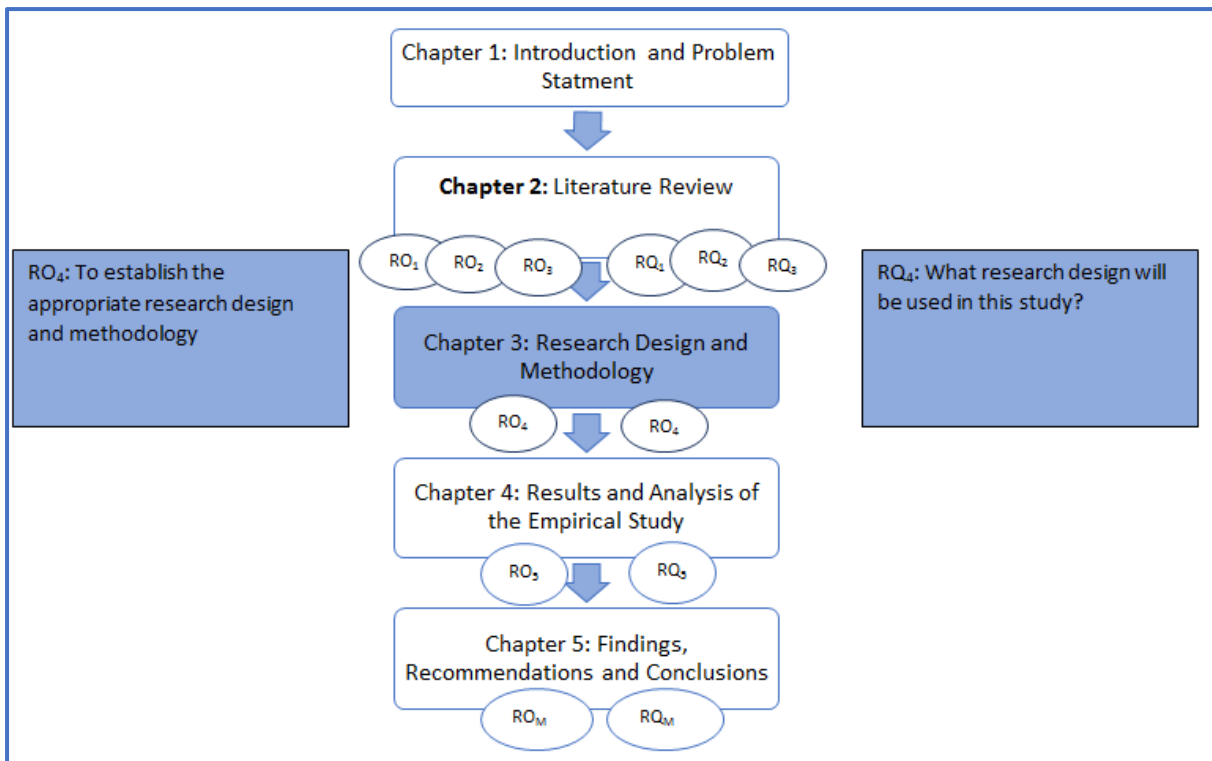 Chapter 1: Introduction and Problem
Statment
Chapter 2: Literature Review
RO₁
RO₂
RO₃
RQ₁
RQ₂
RQ₃
RO₄: To establish the
appropriate research design
and methodology
RQ₄: What research design will
be used in this study?
Chapter 3: Research Design and
Methodology
RO₄
RO₄
Chapter 4: Results and Analysis of
the Empirical Study
RO₅
RQ₅
Chapter 5: Findings,
Recommendations and Conclusions
RO_M
RQ_M